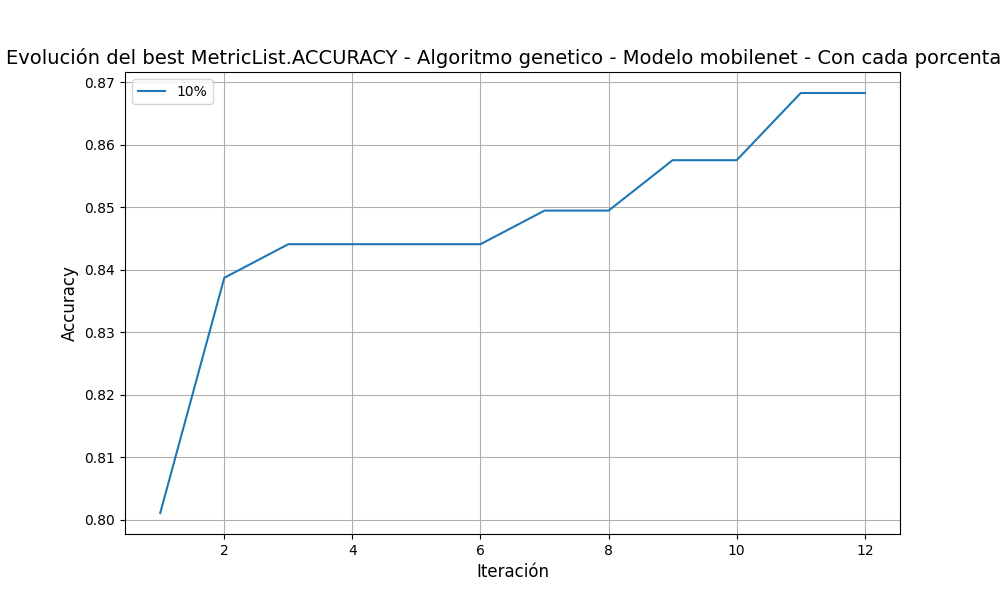 Evolución del best MetricList.ACCURACY - Algoritmo genetico - Modelo mobilenet - Con cada porcenta
10%
0.87
0.86
0.85
0.84
0.83
0.82
0.81
0.80
Accuracy
2 4 6 8 10 12
Iteración